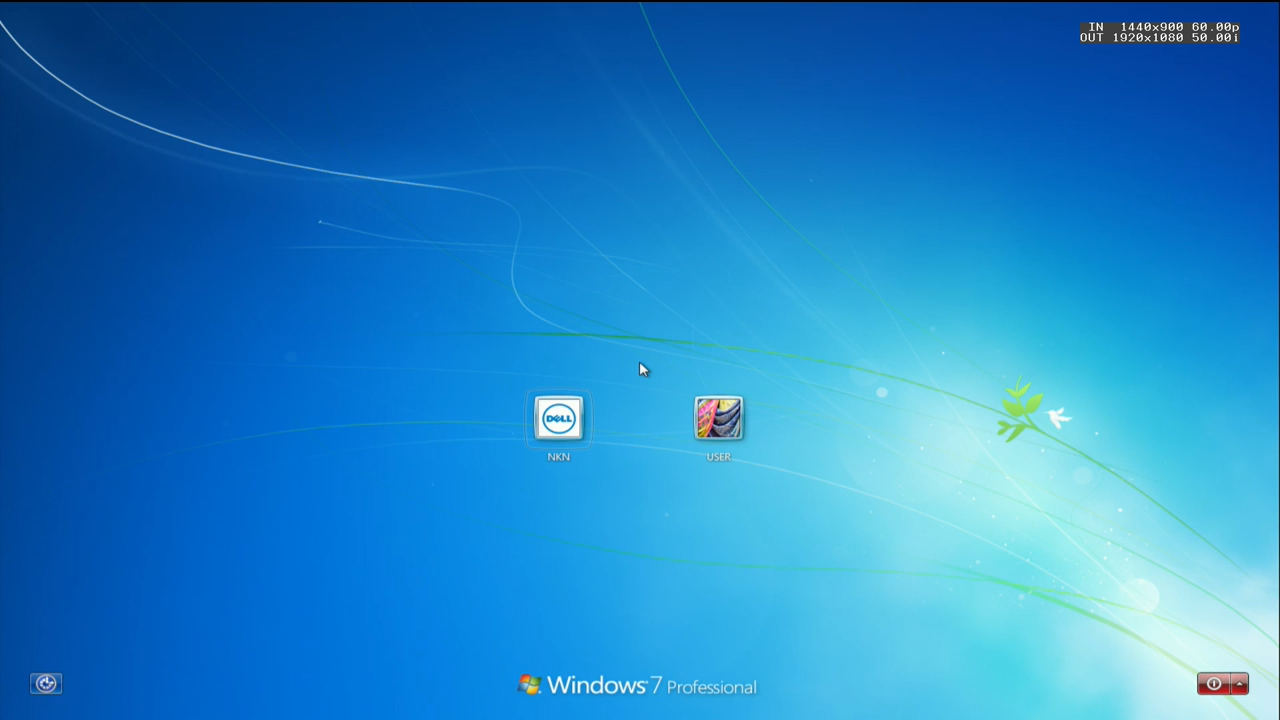 IN 1440x900 60.00p
OUT 1920x1080 50.00i
DELL
NKN
USER
Windows 7 Professional